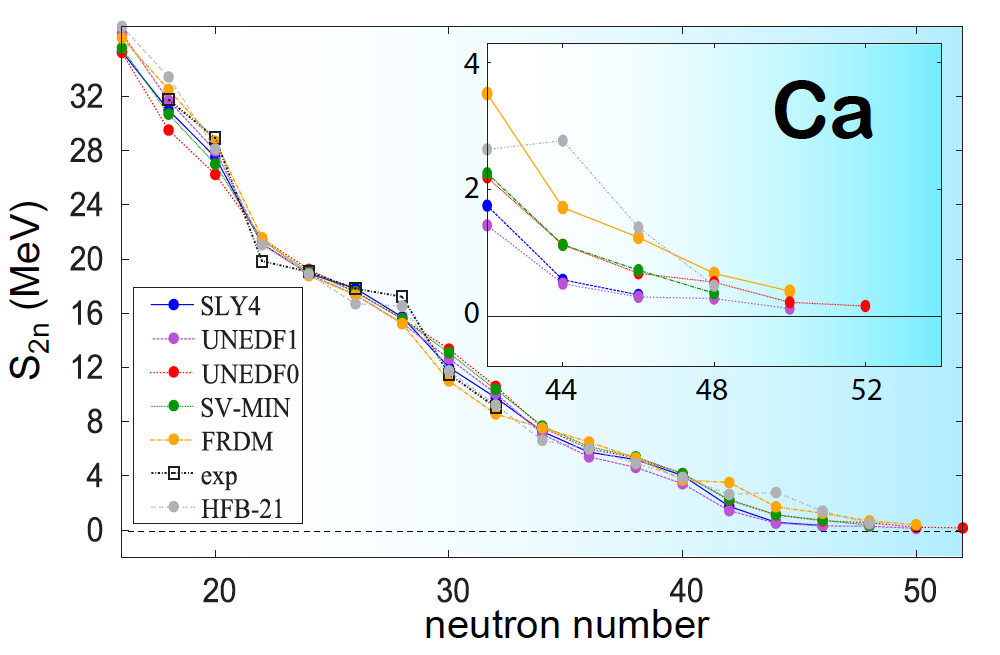 S2n (MeV)
32
28
24
20
16
12
8
4
0
20
30
40
50
neutron number
SLY4
UNEDF1
UNEDF0
SV-MIN
FRDM
exp
HFB-21
Ca
4
2
0
44
48
52